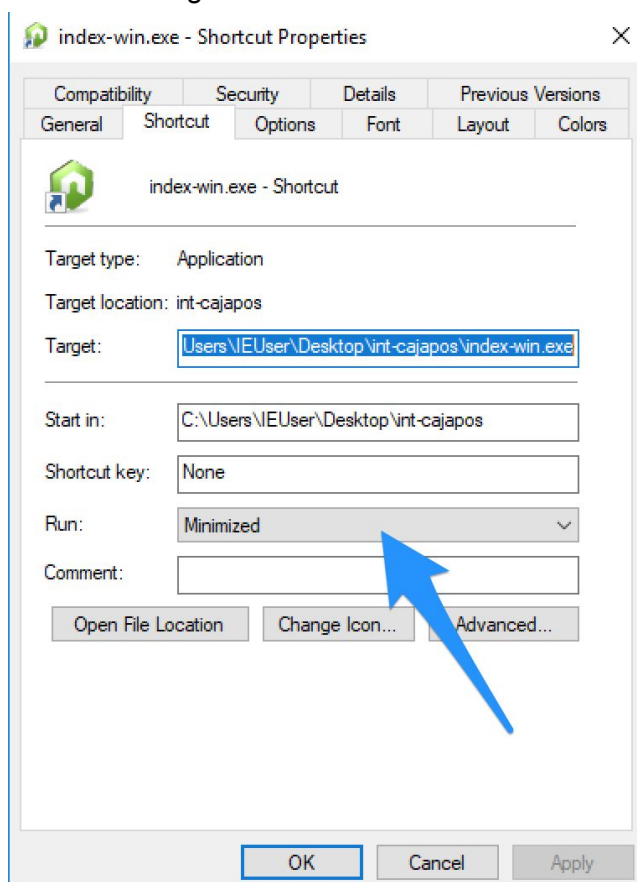 index-win.exe - Shortcut Properties
Compatibility Security Details Previous Versions
General Shortcut Options Font Layout Colors
index-win.exe - Shortcut
Target type: Application
Target location: int-cajapos
Target: Users\IEUser\Desktop\int-cajapos\index-win.exe
Start in: C:\Users\IEUser\Desktop\int-cajapos
Shortcut key: None
Run: Minimized
Comment:
Open File Location Change Icon... Advanced...
OK Cancel Apply